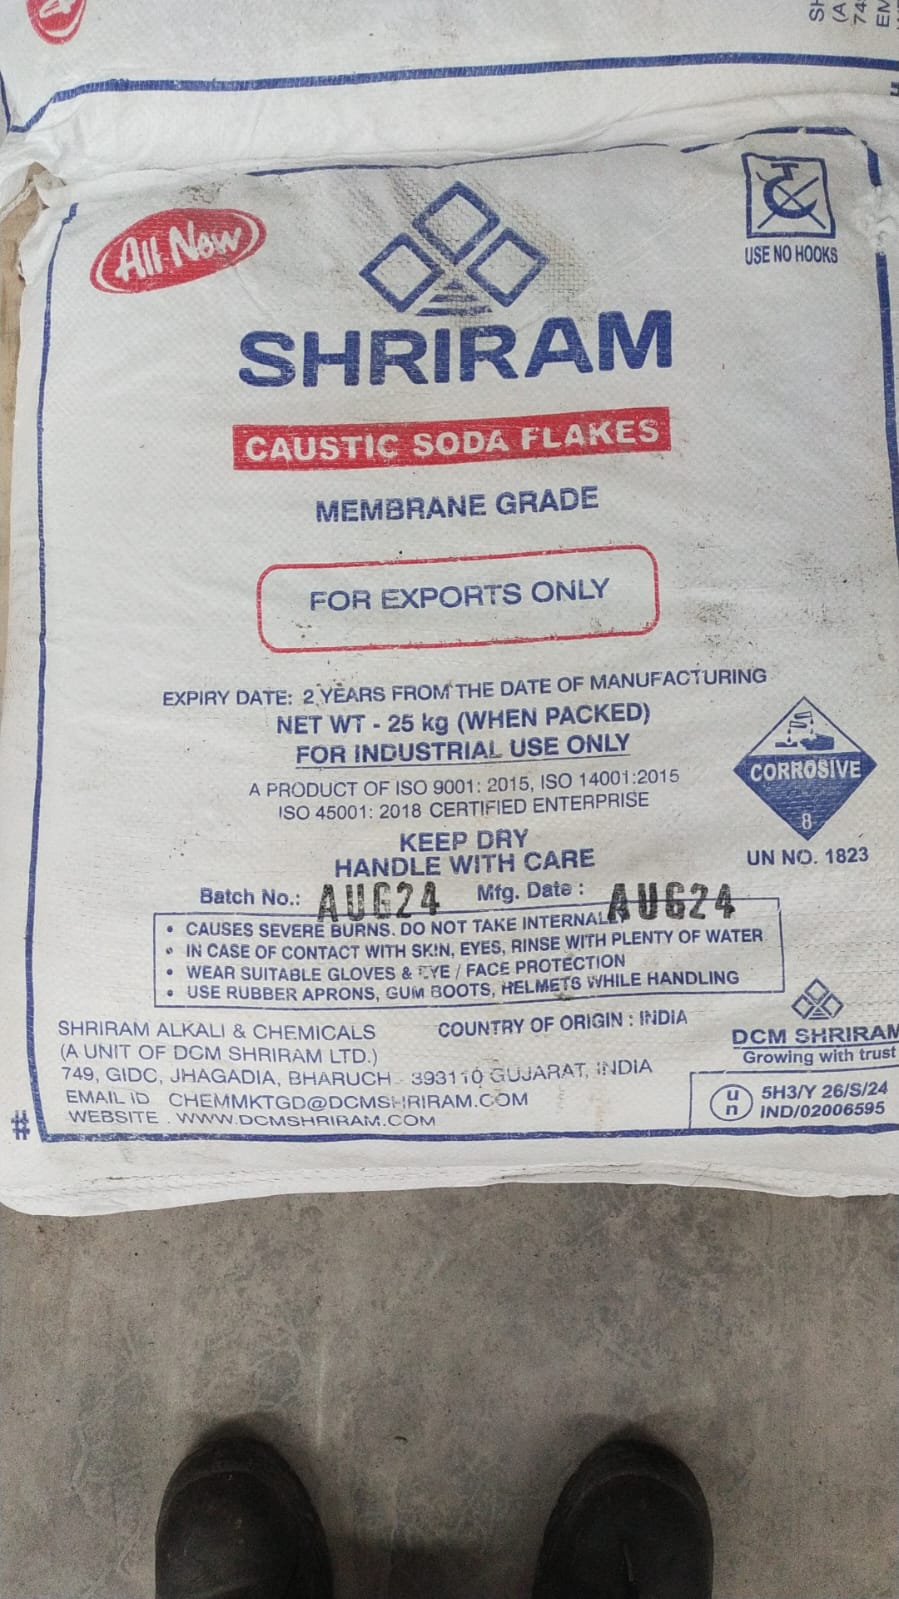 All New
USE NO HOOKS
SHRIRAM
CAUSTIC SODA FLAKES
MEMBRANE GRADE
FOR EXPORTS ONLY
EXPIRY DATE: 2 YEARS FROM THE DATE OF MANUFACTURING
NET WT - 25 kg (WHEN PACKED)
FOR INDUSTRIAL USE ONLY
A PRODUCT OF ISO 9001: 2015, ISO 14001:2015
ISO 45001: 2018 CERTIFIED ENTERPRISE
CORROSIVE
8
UN NO. 1823
KEEP DRY
HANDLE WITH CARE
Batch No.: AUG24 Mfg. Date : AUG24
• CAUSES SEVERE BURNS. DO NOT TAKE INTERNALLY
• IN CASE OF CONTACT WITH SKIN, EYES, RINSE WITH PLENTY OF WATER
• WEAR SUITABLE GLOVES & EYE / FACE PROTECTION
• USE RUBBER APRONS, GUM BOOTS, HELMETS WHILE HANDLING
SHRIRAM ALKALI & CHEMICALS
(A UNIT OF DCM SHRIRAM LTD.)
749, GIDC, JHAGADIA, BHARUCH - 393110 GUJARAT, INDIA
EMAIL ID CHEMMKTGD@DCMSHRIRAM.COM
WEBSITE . WWW.DCMSHRIRAM.COM
COUNTRY OF ORIGIN : INDIA
DCM SHRIRAM
Growing with trust
un
5H3/Y 26/S/24
IND/02006595
#